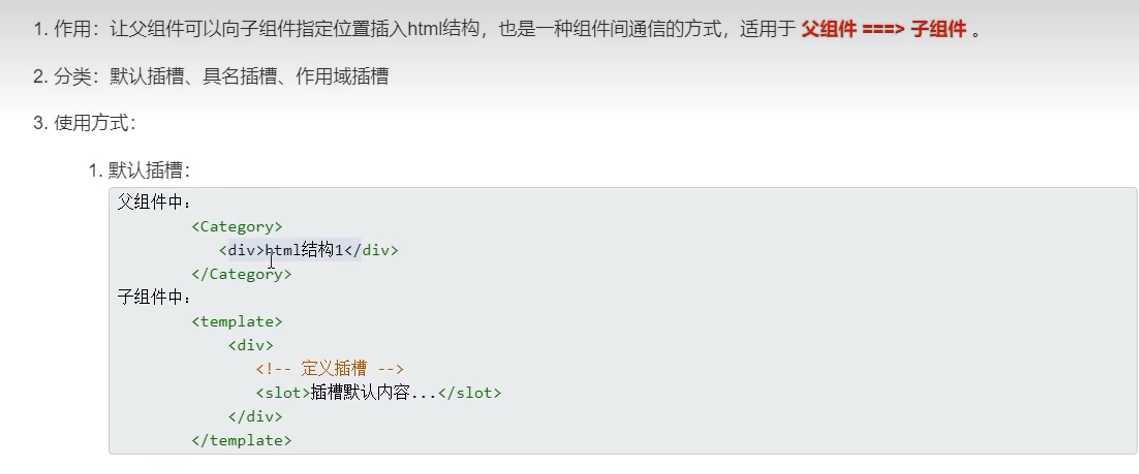 1. 作用：让父组件可以向子组件指定位置插入html结构，也是一种组件间通信的方式，适用于 父组件 ===> 子组件 。
2. 分类：默认插槽、具名插槽、作用域插槽
3. 使用方式：
1. 默认插槽：
父组件中：
<Category>
<div>html结构1</div>
</Category>
子组件中：
<template>
<div>
<!-- 定义插槽 -->
<slot>插槽默认内容...</slot>
</div>
</template>